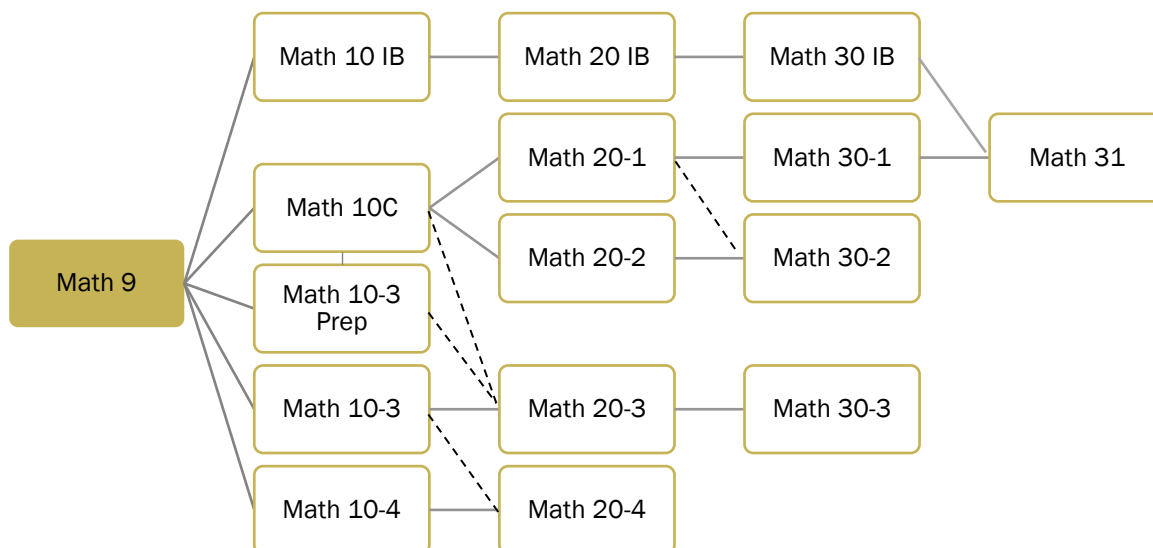 Math 10 IB
Math 20 IB
Math 30 IB
Math 20-1
Math 30-1
Math 31
Math 10C
Math 20-2
Math 30-2
Math 9
Math 10-3
Prep
Math 10-3
Math 20-3
Math 30-3
Math 10-4
Math 20-4